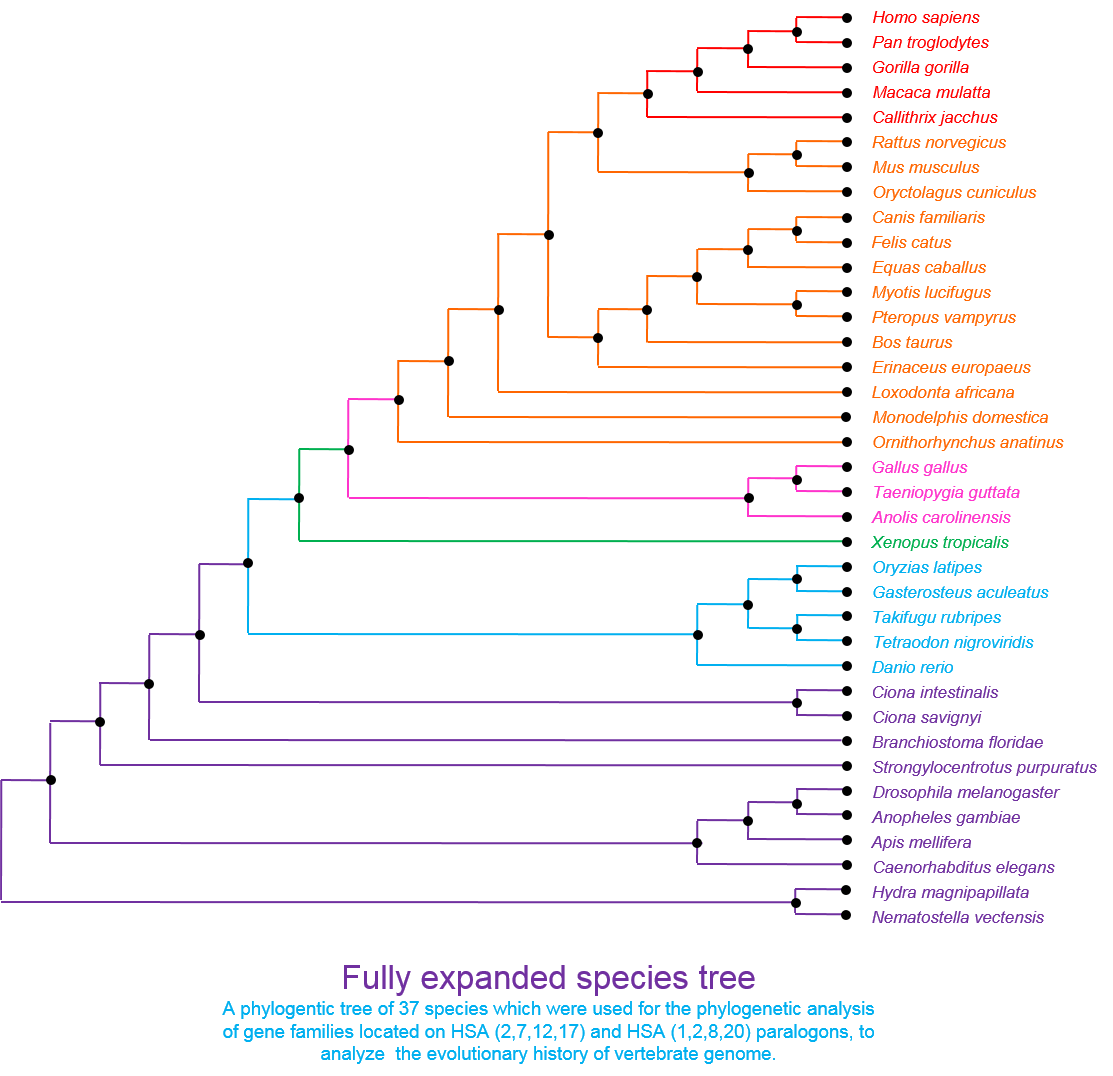 Homo sapiens
Pan troglodytes
Gorilla gorilla
Macaca mulatta
Callithrix jacchus
Rattus norvegicus
Mus musculus
Oryctolagus cuniculus
Canis familiaris
Felis catus
Equas caballus
Myotis lucifugus
Pteropus vampyrus
Bos taurus
Erinaceus europaeus
Loxodonta africana
Monodelphis domestica
Ornithorhynchus anatinus
Gallus gallus
Taeniopygia guttata
Anolis carolinensis
Xenopus tropicalis
Oryzias latipes
Gasterosteus aculeatus
Takifugu rubripes
Tetraodon nigroviridis
Danio rerio
Ciona intestinalis
Ciona savignyi
Branchiostoma floridae
Strongylocentrotus purpuratus
Drosophila melanogaster
Anopheles gambiae
Apis mellifera
Caenorhabditus elegans
Hydra magnipapillata
Nematostella vectensis
Fully expanded species tree
A phylogentic tree of 37 species which were used for the phylogenetic analysis
of gene families located on HSA (2,7,12,17) and HSA (1,2,8,20) paralogons, to
analyze the evolutionary history of vertebrate genome.